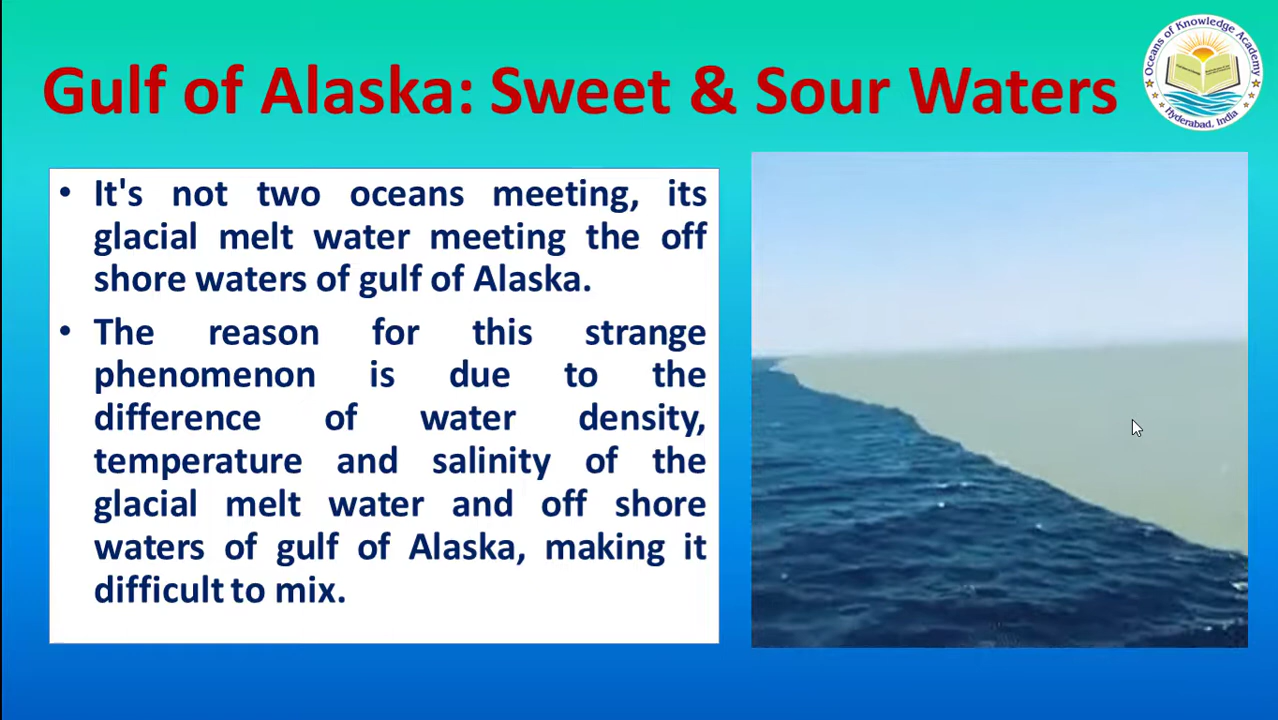 Gulf of Alaska: Sweet & Sour Waters
Oceans of Knowledge Academy
Hyderabad, India
• It's not two oceans meeting, its
glacial melt water meeting the off
shore waters of gulf of Alaska.
• The reason for this strange
phenomenon is due to the
difference of water density,
temperature and salinity of the
glacial melt water and off shore
waters of gulf of Alaska, making it
difficult to mix.